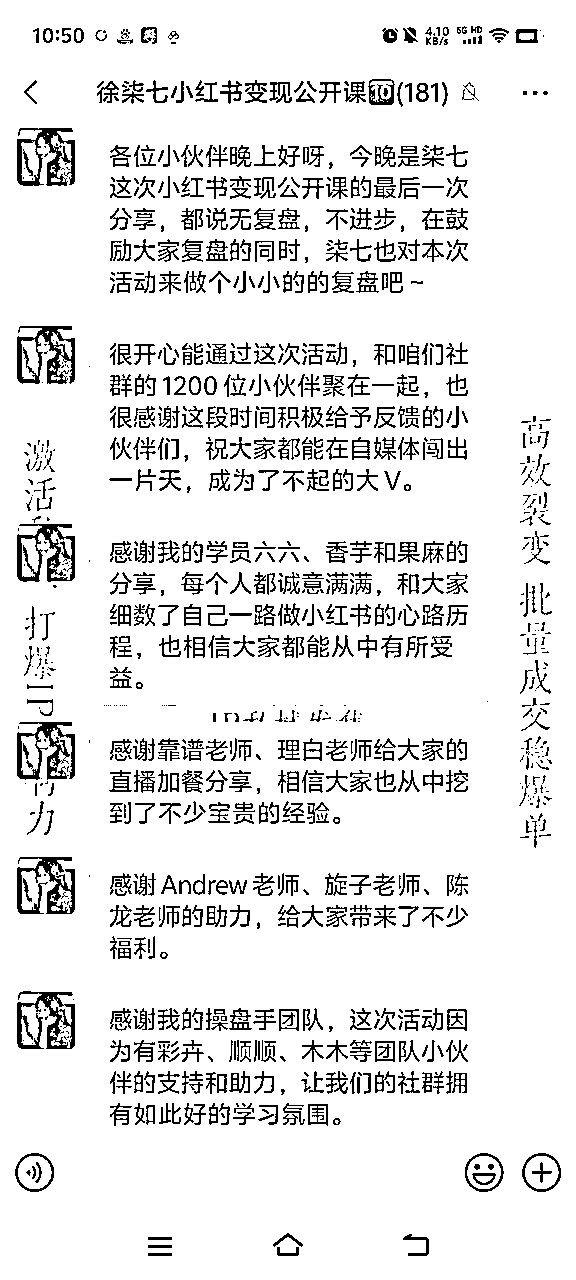 10:50
4.10 KB/s
5G HD
徐柒七小红书变现公开课🔟(181)
各位小伙伴晚上好呀，今晚是柒七
这次小红书变现公开课的最后一次
分享，都说无复盘，不进步，在鼓
励大家复盘的同时，柒七也对本次
活动来做个小小的的复盘吧~
很开心能通过这次活动，和咱们社
群的1200位小伙伴聚在一起，也
很感谢这段时间积极给予反馈的小
伙伴们，祝大家都能在自媒体闯出
一片天，成为了不起的大V。
感谢我的学员六六、香芋和果麻的
分享，每个人都诚意满满，和大家
细数了自己一路做小红书的心路历
程，也相信大家都能从中有所受
益。
感谢靠谱老师、理白老师给大家的
直播加餐分享，相信大家也从中挖
到了不少宝贵的经验。
感谢Andrew老师、旋子老师、陈
龙老师的助力，给大家带来了不少
福利。
感谢我的操盘手团队，这次活动因
为有彩卉、顺顺、木木等团队小伙
伴的支持和助力，让我们的社群拥
有如此好的学习氛围。
激活
打爆IP
力
高效裂变 批量成交稳爆单